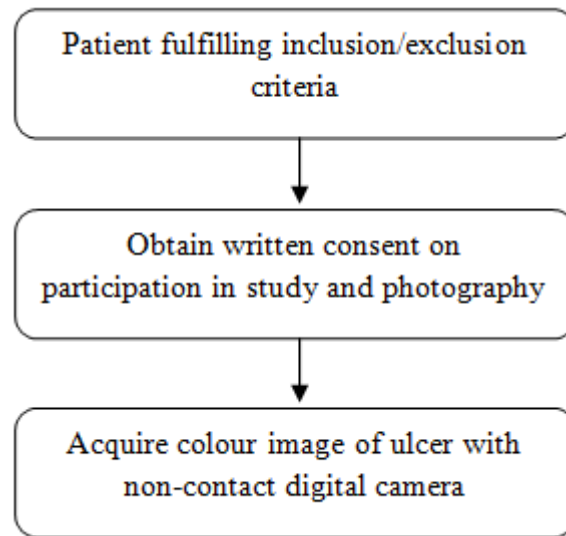 Patient fulfilling inclusion/exclusion
criteria
Obtain written consent on
participation in study and photography
Acquire colour image of ulcer with
non-contact digital camera